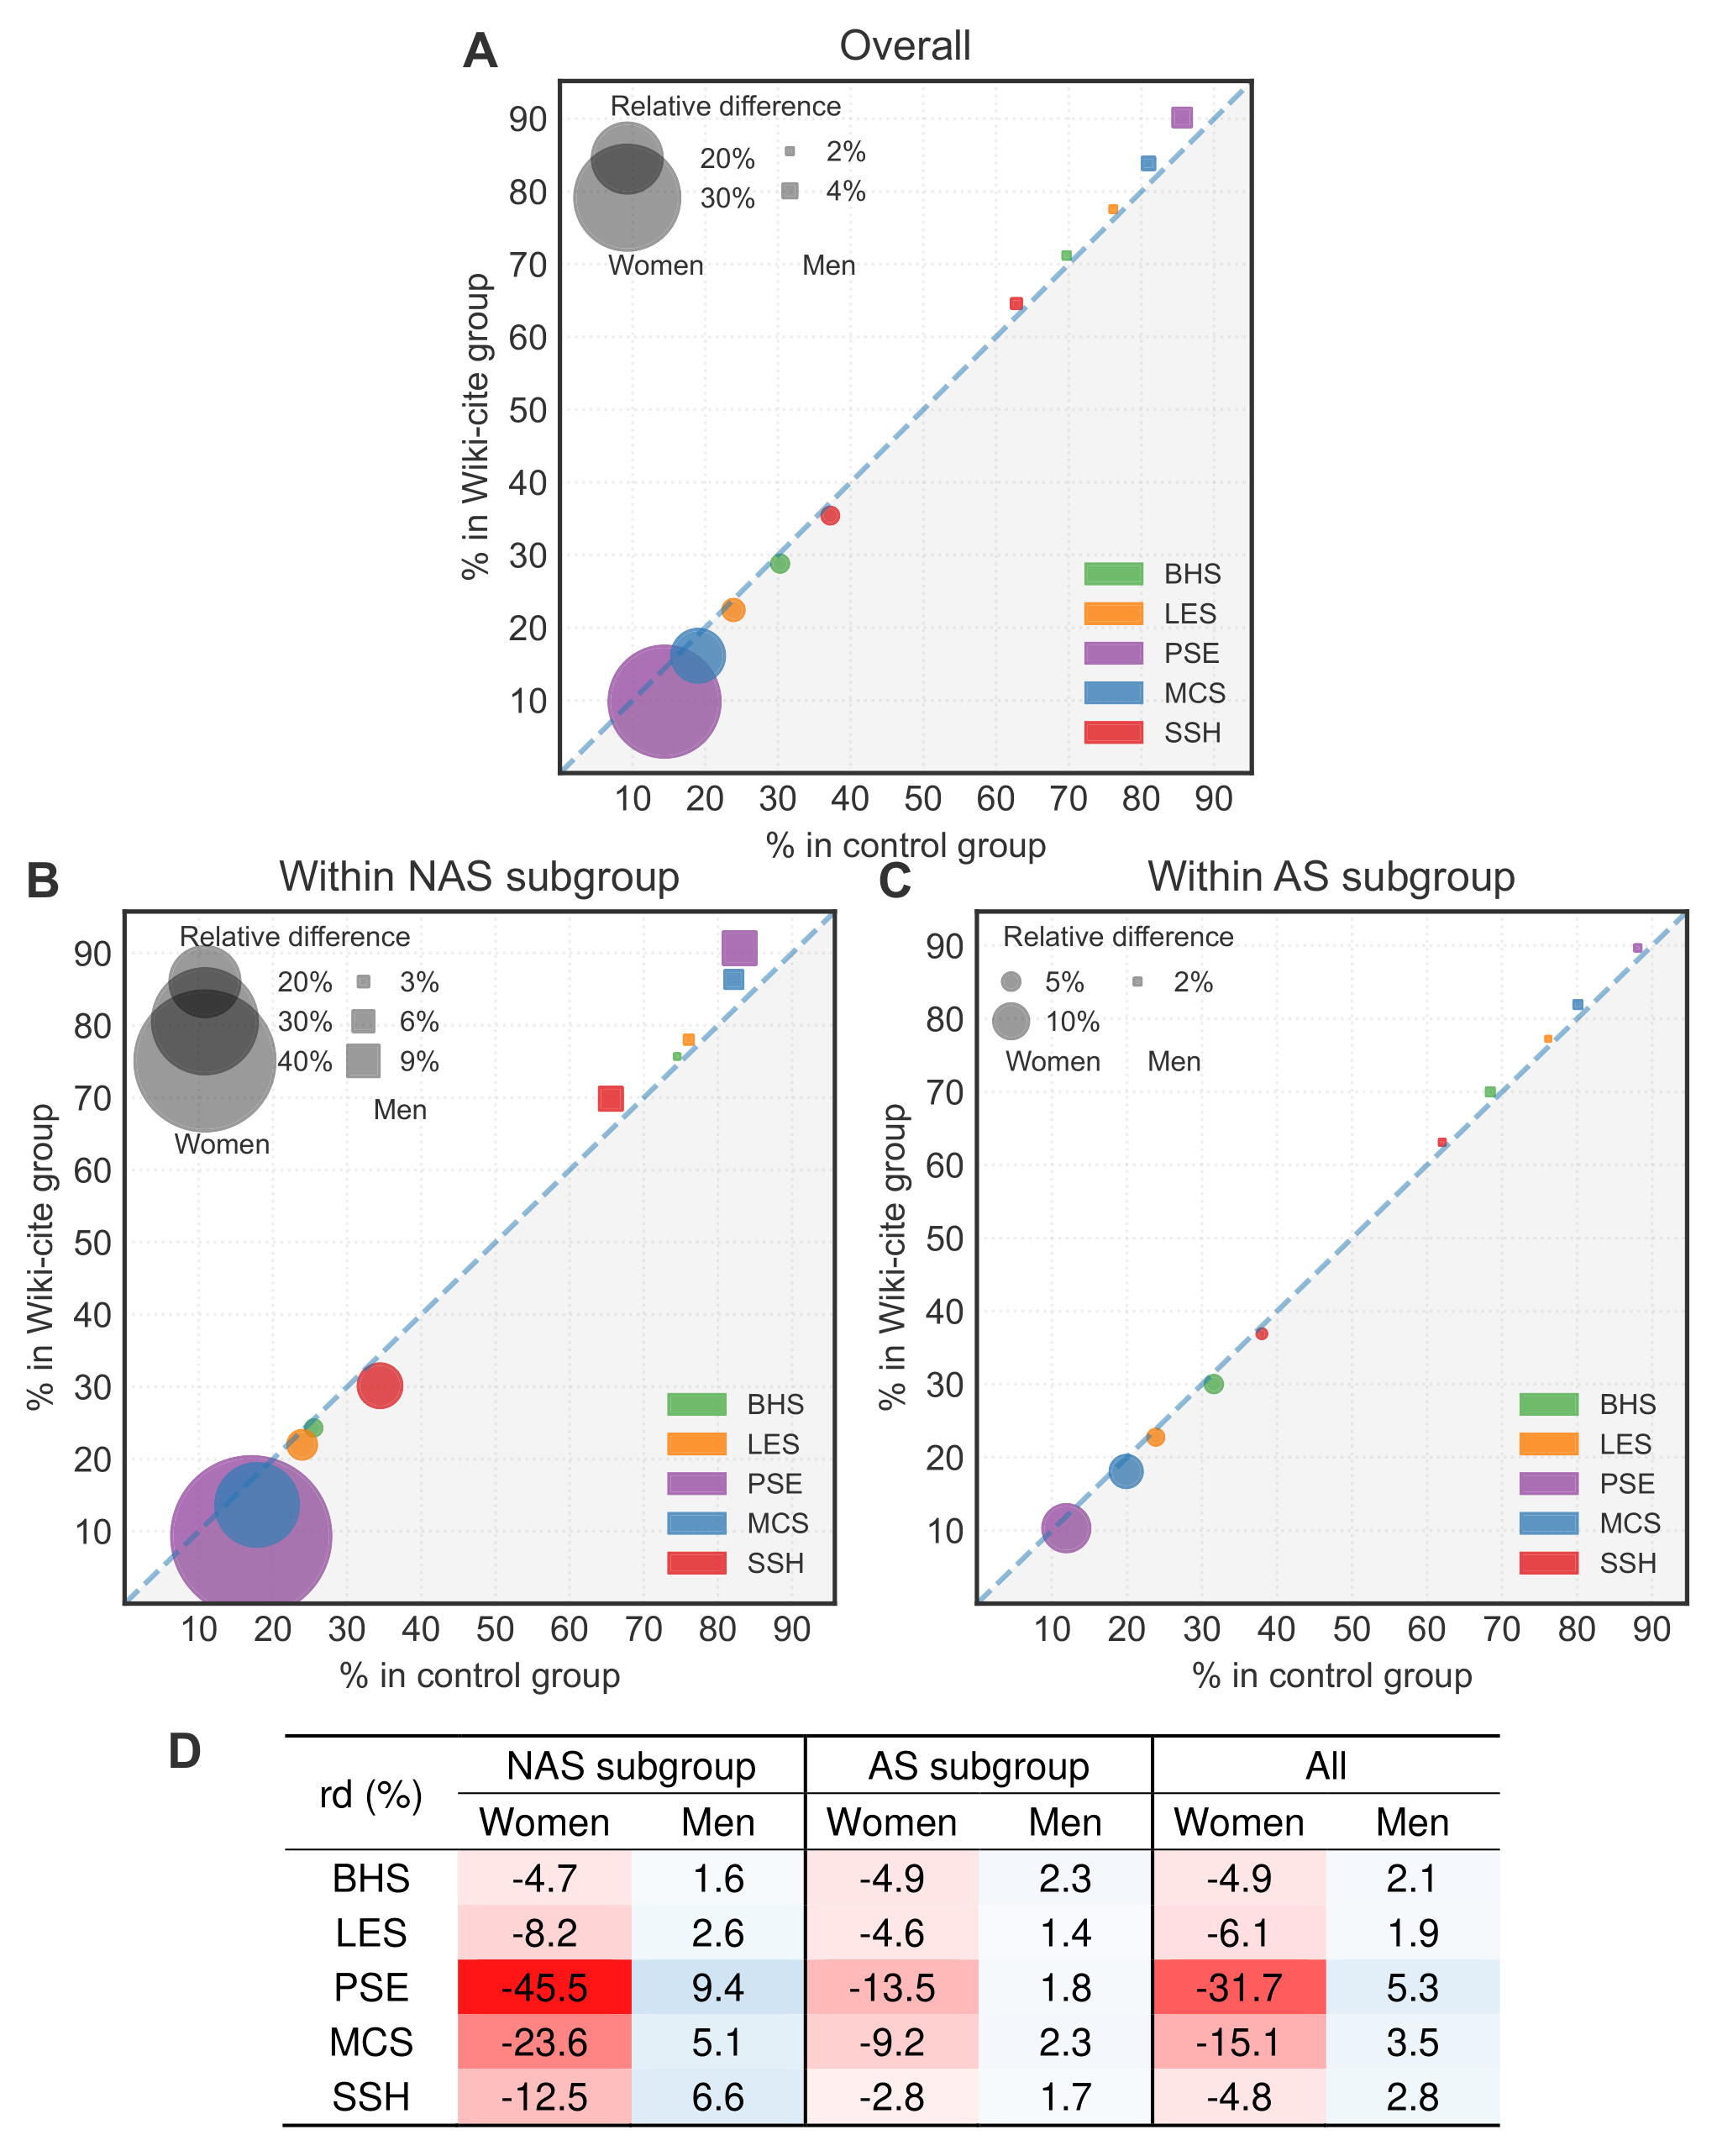 A
Overall
Relative difference
20%
30%
2%
4%
Women
Men
% in Wiki-cite group
90
80
70
60
50
40
30
20
10
BHS
LES
PSE
MCS
SSH
10 20 30 40 50 60 70 80 90
% in control group
B
Within NAS subgroup
Relative difference
20%
30%
40%
3%
6%
9%
Men
Women
% in Wiki-cite group
90
80
70
60
50
40
30
20
10
BHS
LES
PSE
MCS
SSH
10 20 30 40 50 60 70 80 90
% in control group
C
Within AS subgroup
Relative difference
5%
10%
2%
Women
Men
% in Wiki-cite group
90
80
70
60
50
40
30
20
10
BHS
LES
PSE
MCS
SSH
10 20 30 40 50 60 70 80 90
% in control group
D
rd (%) NAS subgroup AS subgroup All
Women Men Women Men Women Men
BHS -4.7 1.6 -4.9 2.3 -4.9 2.1
LES -8.2 2.6 -4.6 1.4 -6.1 1.9
PSE -45.5 9.4 -13.5 1.8 -31.7 5.3
MCS -23.6 5.1 -9.2 2.3 -15.1 3.5
SSH -12.5 6.6 -2.8 1.7 -4.8 2.8